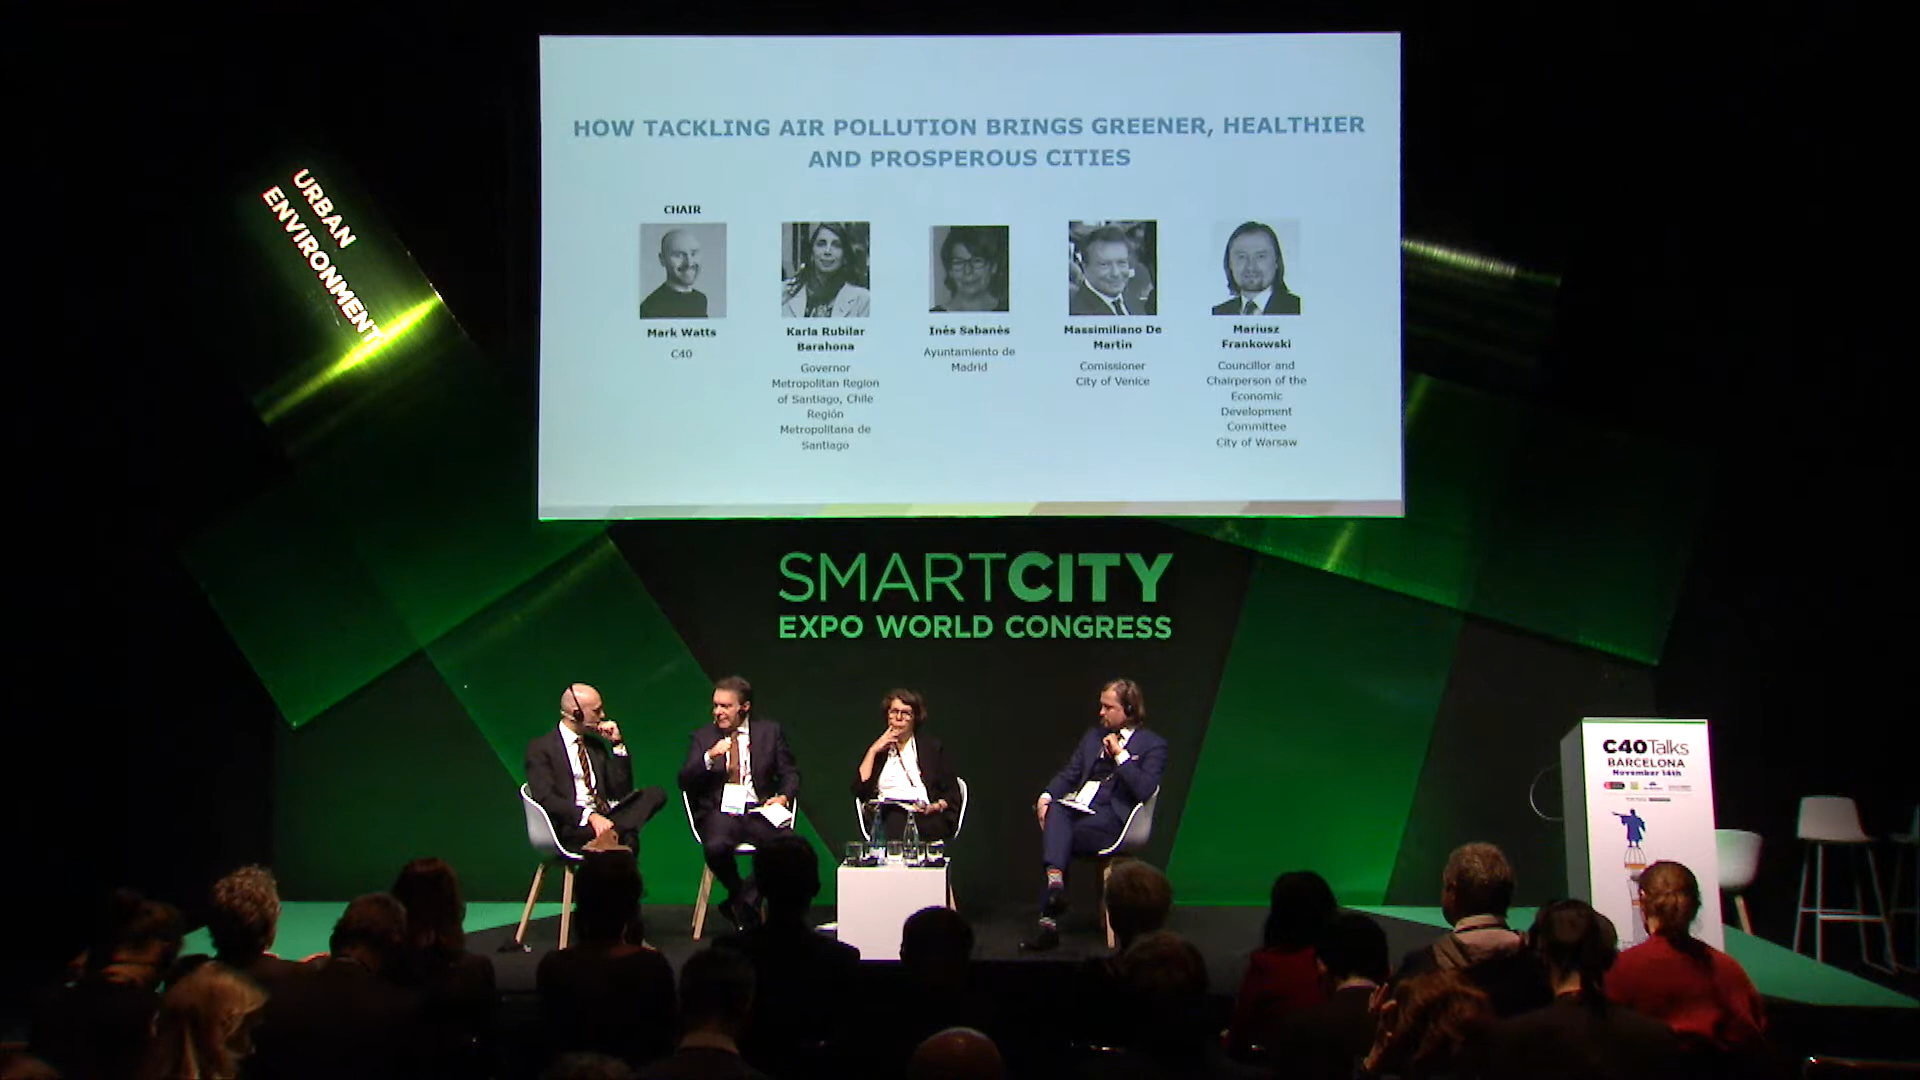 HOW TACKLING AIR POLLUTION BRINGS GREENER, HEALTHIER
AND PROSPEROUS CITIES
CHAIR
Mark Watts
C40
Karla Rubilar
Barahona
Governor
Metropolitan Region
of Santiago, Chile
Región
Metropolitana de
Santiago
Inés Sabanés
Ayuntamiento de
Madrid
Massimiliano De
Martin
Comissioner
City of Venice
Mariusz
Frankowski
Councillor and
Chairperson of the
Economic
Development
Committee
City of Warsaw
URBAN
ENVIRONMENT
SMARTCITY
EXPO WORLD CONGRESS
C40Talks
BARCELONA
November 14th